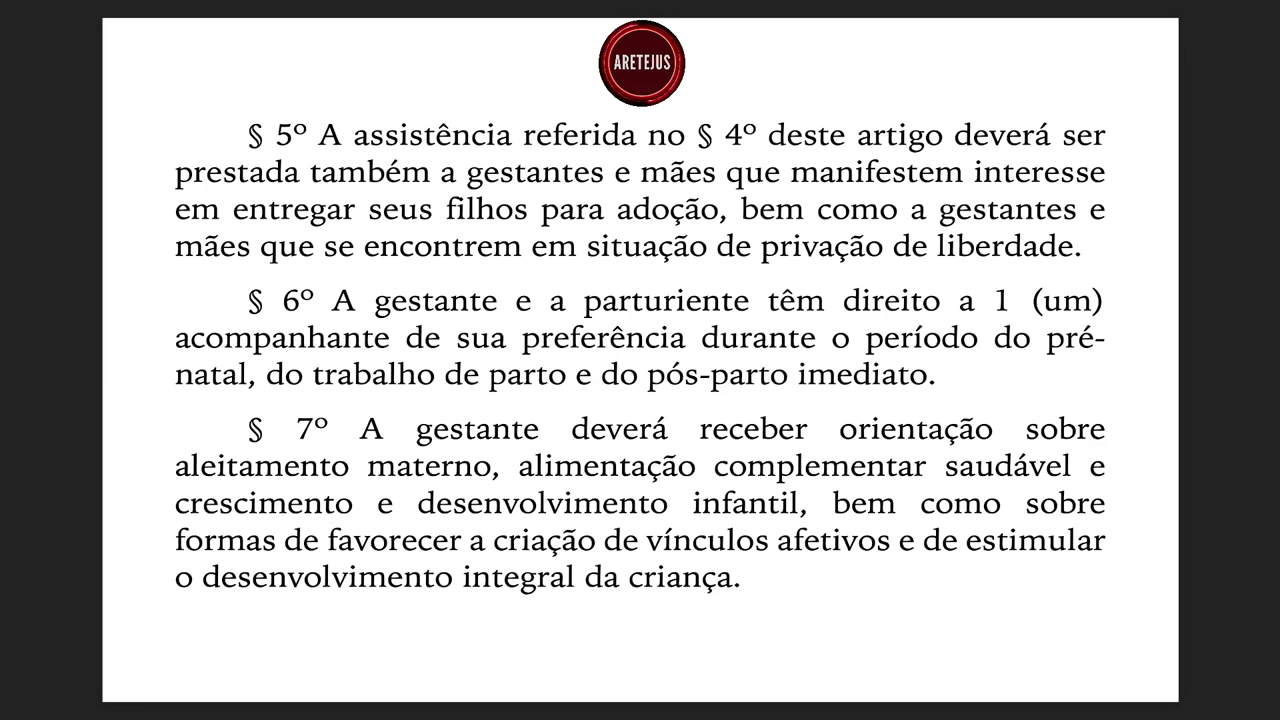 ARETEJUS
§ 5º A assistência referida no § 4º deste artigo deverá ser
prestada também a gestantes e mães que manifestem interesse
em entregar seus filhos para adoção, bem como a gestantes e
mães que se encontrem em situação de privação de liberdade.
§ 6º A gestante e a parturiente têm direito a 1 (um)
acompanhante de sua preferência durante o período do pré-
natal, do trabalho de parto e do pós-parto imediato.
§ 7º A gestante deverá receber orientação sobre
aleitamento materno, alimentação complementar saudável e
crescimento e desenvolvimento infantil, bem como sobre
formas de favorecer a criação de vínculos afetivos e de estimular
o desenvolvimento integral da criança.